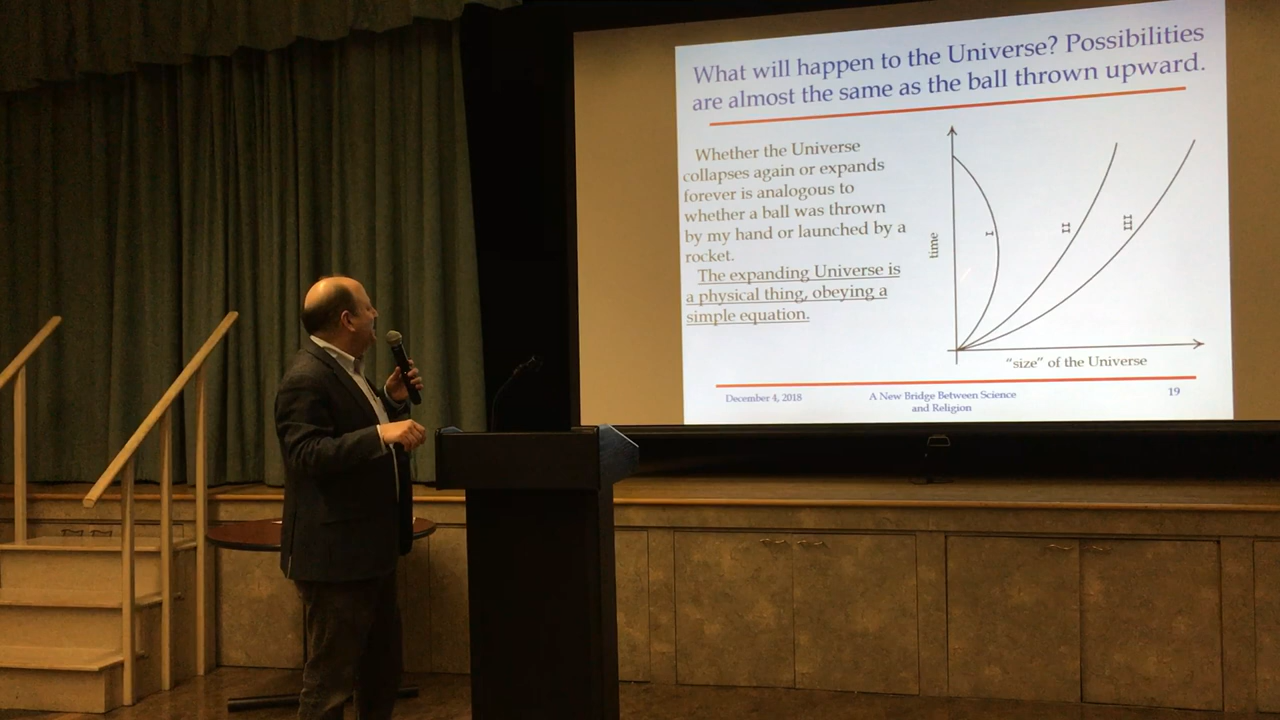 What will happen to the Universe? Possibilities
are almost the same as the ball thrown upward.
Whether the Universe
collapses again or expands
forever is analogous to
whether a ball was thrown
by my hand or launched by a
rocket.
The expanding Universe is
a physical thing, obeying a
simple equation.
time
I
II
III
"size" of the Universe
December 4, 2018
A New Bridge Between Science
and Religion
19